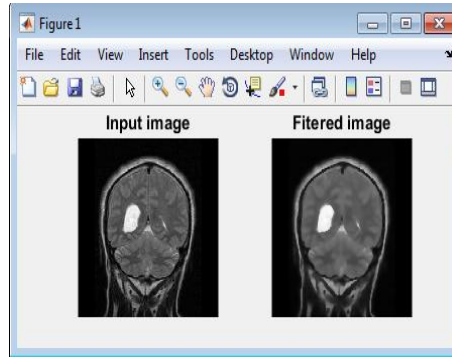 Figure 1
File Edit View Insert Tools Desktop Window Help
Input image
Fitered image